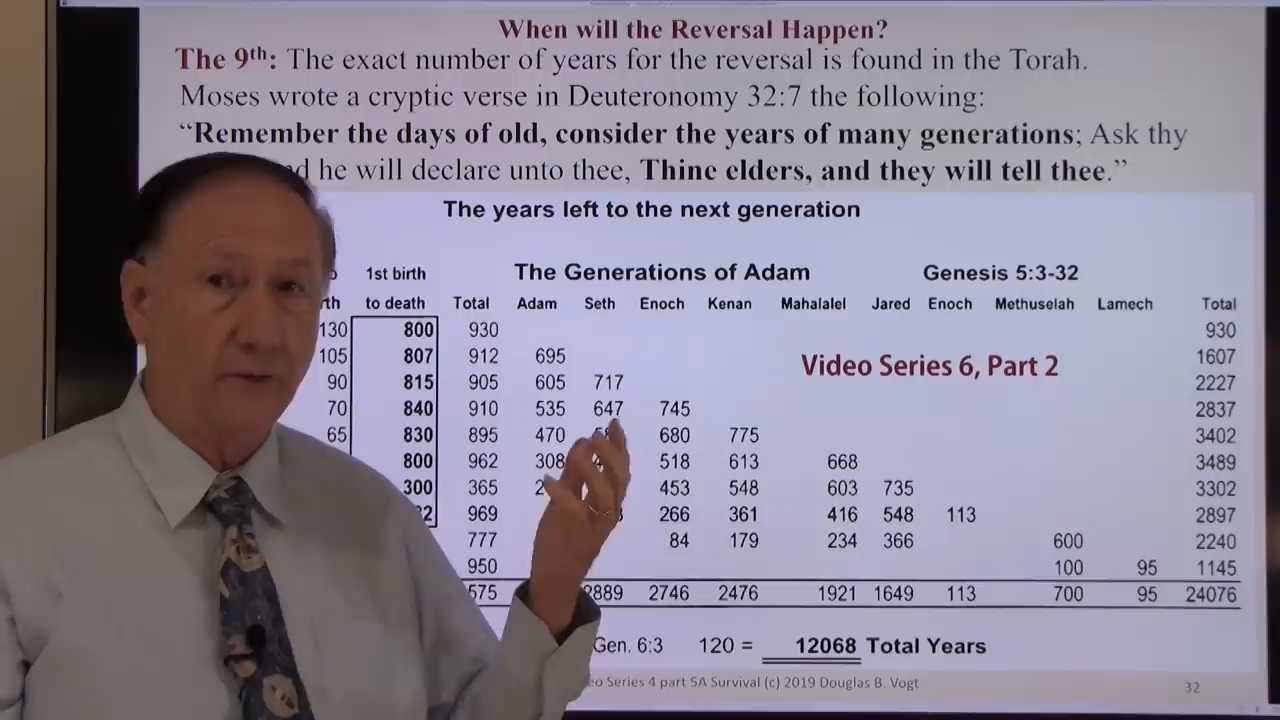 When will the Reversal Happen?
The 9th: The exact number of years for the reversal is found in the Torah.
Moses wrote a cryptic verse in Deuteronomy 32:7 the following:
“Remember the days of old, consider the years of many generations; Ask thy
he will declare unto thee, Thine elders, and they will tell thee.”
The years left to the next generation
1st birth The Generations of Adam Genesis 5:3-32
to death Total Adam Seth Enoch Kenan Mahalalel Jared Enoch Methuselah Lamech Total
130 800 930 930
105 807 912 695 1607
90 815 905 605 717 2227
70 840 910 535 647 745 2837
65 830 895 470 680 775 3402
800 962 308 518 613 668 3489
300 365 453 548 603 735 3302
969 266 361 416 548 113 2897
777 84 179 234 366 600 2240
950 100 95 1145
575 2889 2746 2476 1921 1649 113 700 95 24076
Video Series 6, Part 2
Gen. 6:3 120 = 12068 Total Years
Series 4 part 5A Survival (c) 2019 Douglas B. Vogt
32